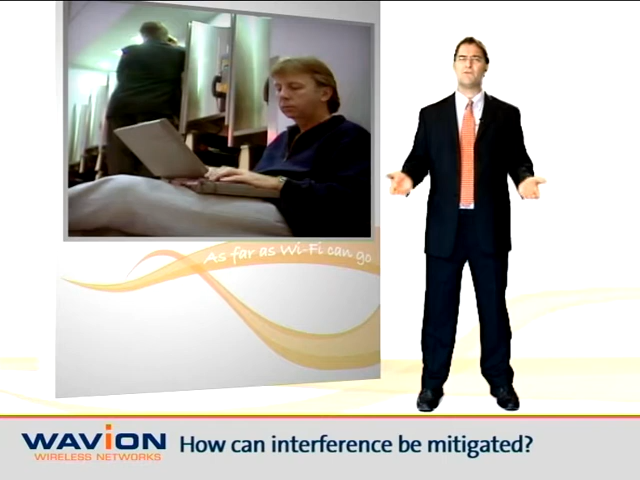 As far as Wi-Fi can go
WAViON
WIRELESS NETWORKS
How can interference be mitigated?